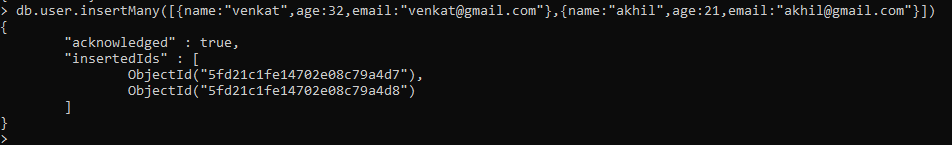 > db.user.insertMany([{name:"venkat",age:32,email:"venkat@gmail.com"},{name:"akhil",age:21,email:"akhil@gmail.com"}])
{
        "acknowledged" : true,
        "insertedIds" : [
                ObjectId("5fd21c1fe14702e08c79a4d7"),
                ObjectId("5fd21c1fe14702e08c79a4d8")
        ]
}
>